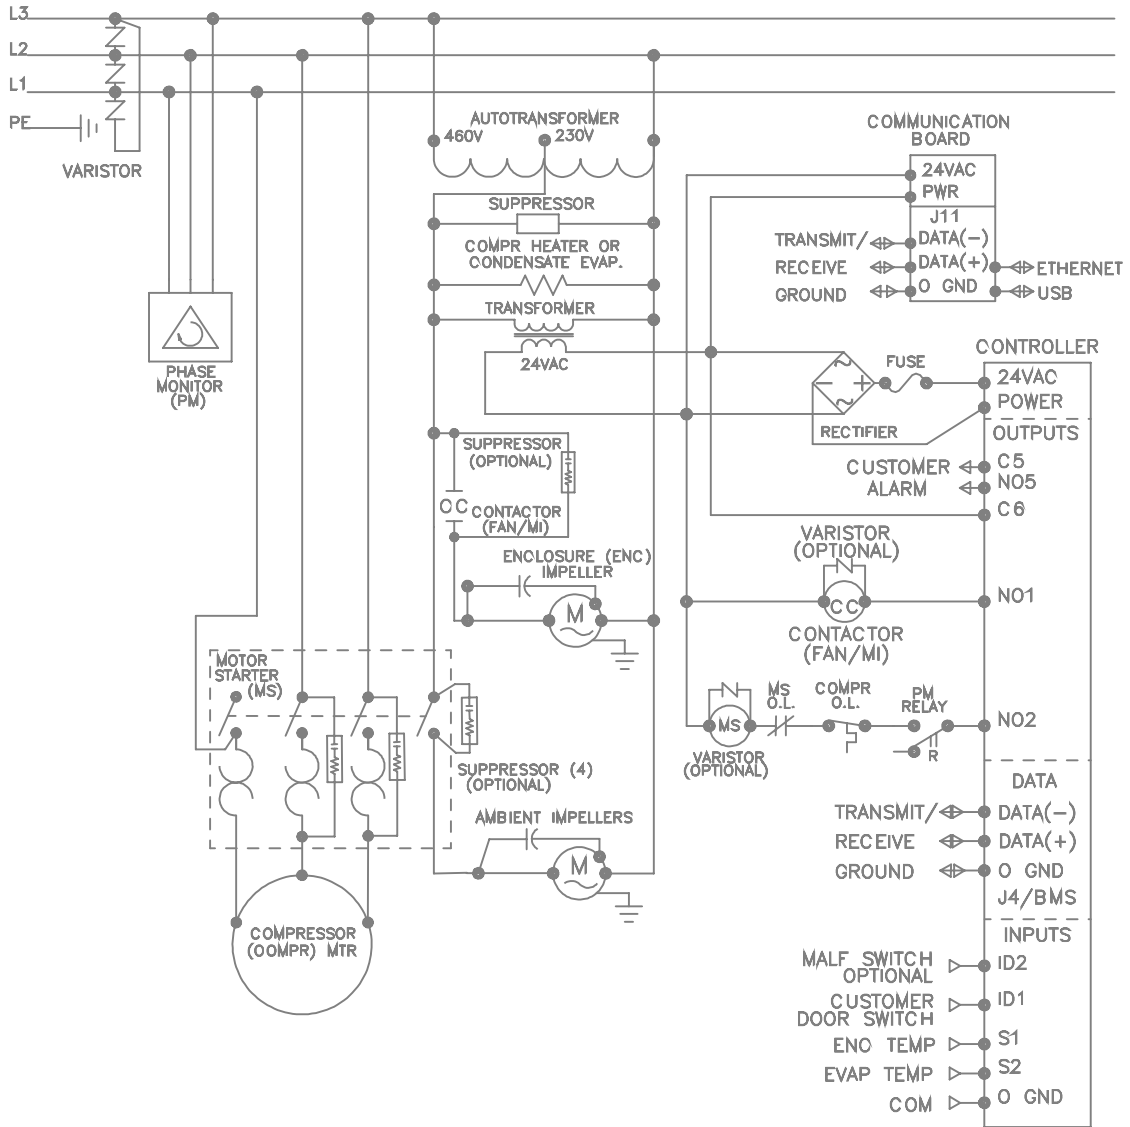 L3
L2
L1
PE
VARISTOR
AUTOTRANSFORMER
460V
230V
SUPPRESSOR
COMPR HEATER OR
CONDENSATE EVAP.
TRANSFORMER
24VAC
COMMUNICATION
BOARD
24VAC
PWR
J11
TRANSMIT/
DATA(-)
RECEIVE
DATA(+)
ETHERNET
GROUND
O GND
USB
PHASE
MONITOR
(PM)
FUSE
RECTIFIER
CONTROLLER
24VAC
POWER
OUTPUTS
CUSTOMER
ALARM
C5
NO5
C6
SUPPRESSOR
(OPTIONAL)
CC
CONTACTOR
(FAN/MI)
ENCLOSURE (ENC)
IMPELLER
M
VARISTOR
(OPTIONAL)
CC
NO1
CONTACTOR
(FAN/MI)
MOTOR
STARTER
(MS)
MS
O.L.
COMPR
O.L.
PM
RELAY
MS
NO2
R
VARISTOR
(OPTIONAL)
SUPPRESSOR (4)
(OPTIONAL)
AMBIENT IMPELLERS
M
DATA
TRANSMIT/
DATA(-)
RECEIVE
DATA(+)
GROUND
O GND
J4/BMS
COMPRESSOR
(OOMPR) MTR
INPUTS
MALF SWITCH
OPTIONAL
ID2
CUSTOMER
DOOR SWITCH
ID1
ENO TEMP
S1
EVAP TEMP
S2
COM
O GND